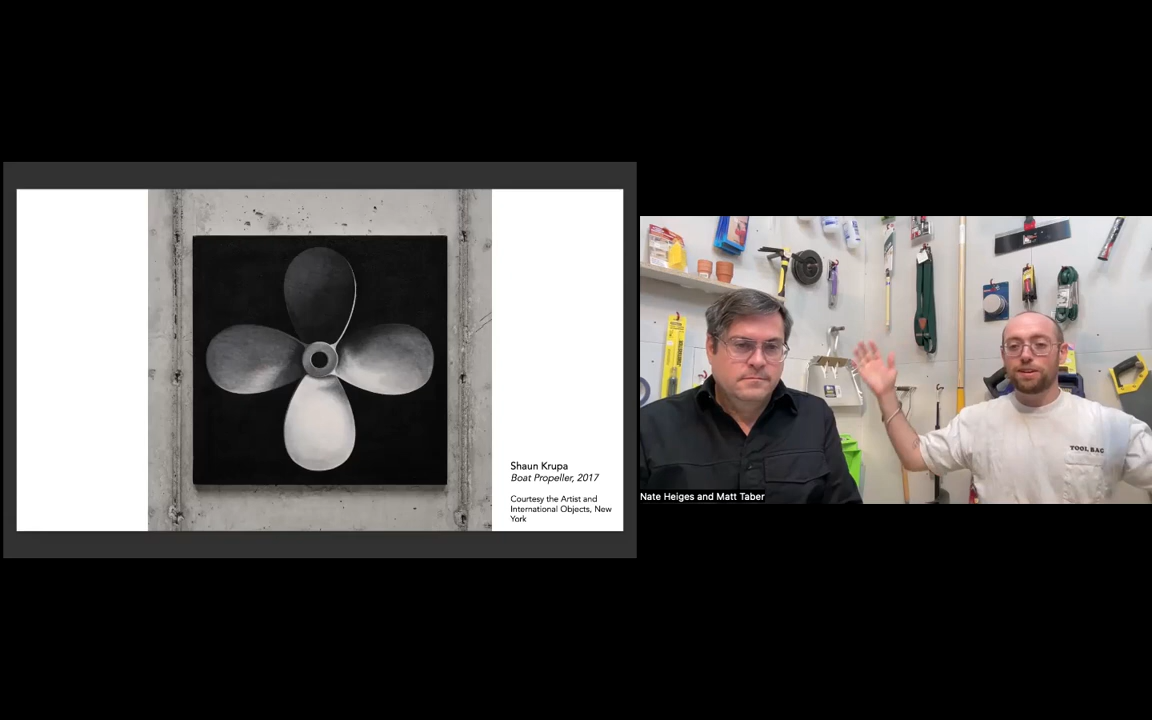 Shaun Krupa
Boat Propeller, 2017
Courtesy the Artist and
International Objects, New
York
Nate Heiges and Matt Taber
TOOL BAG